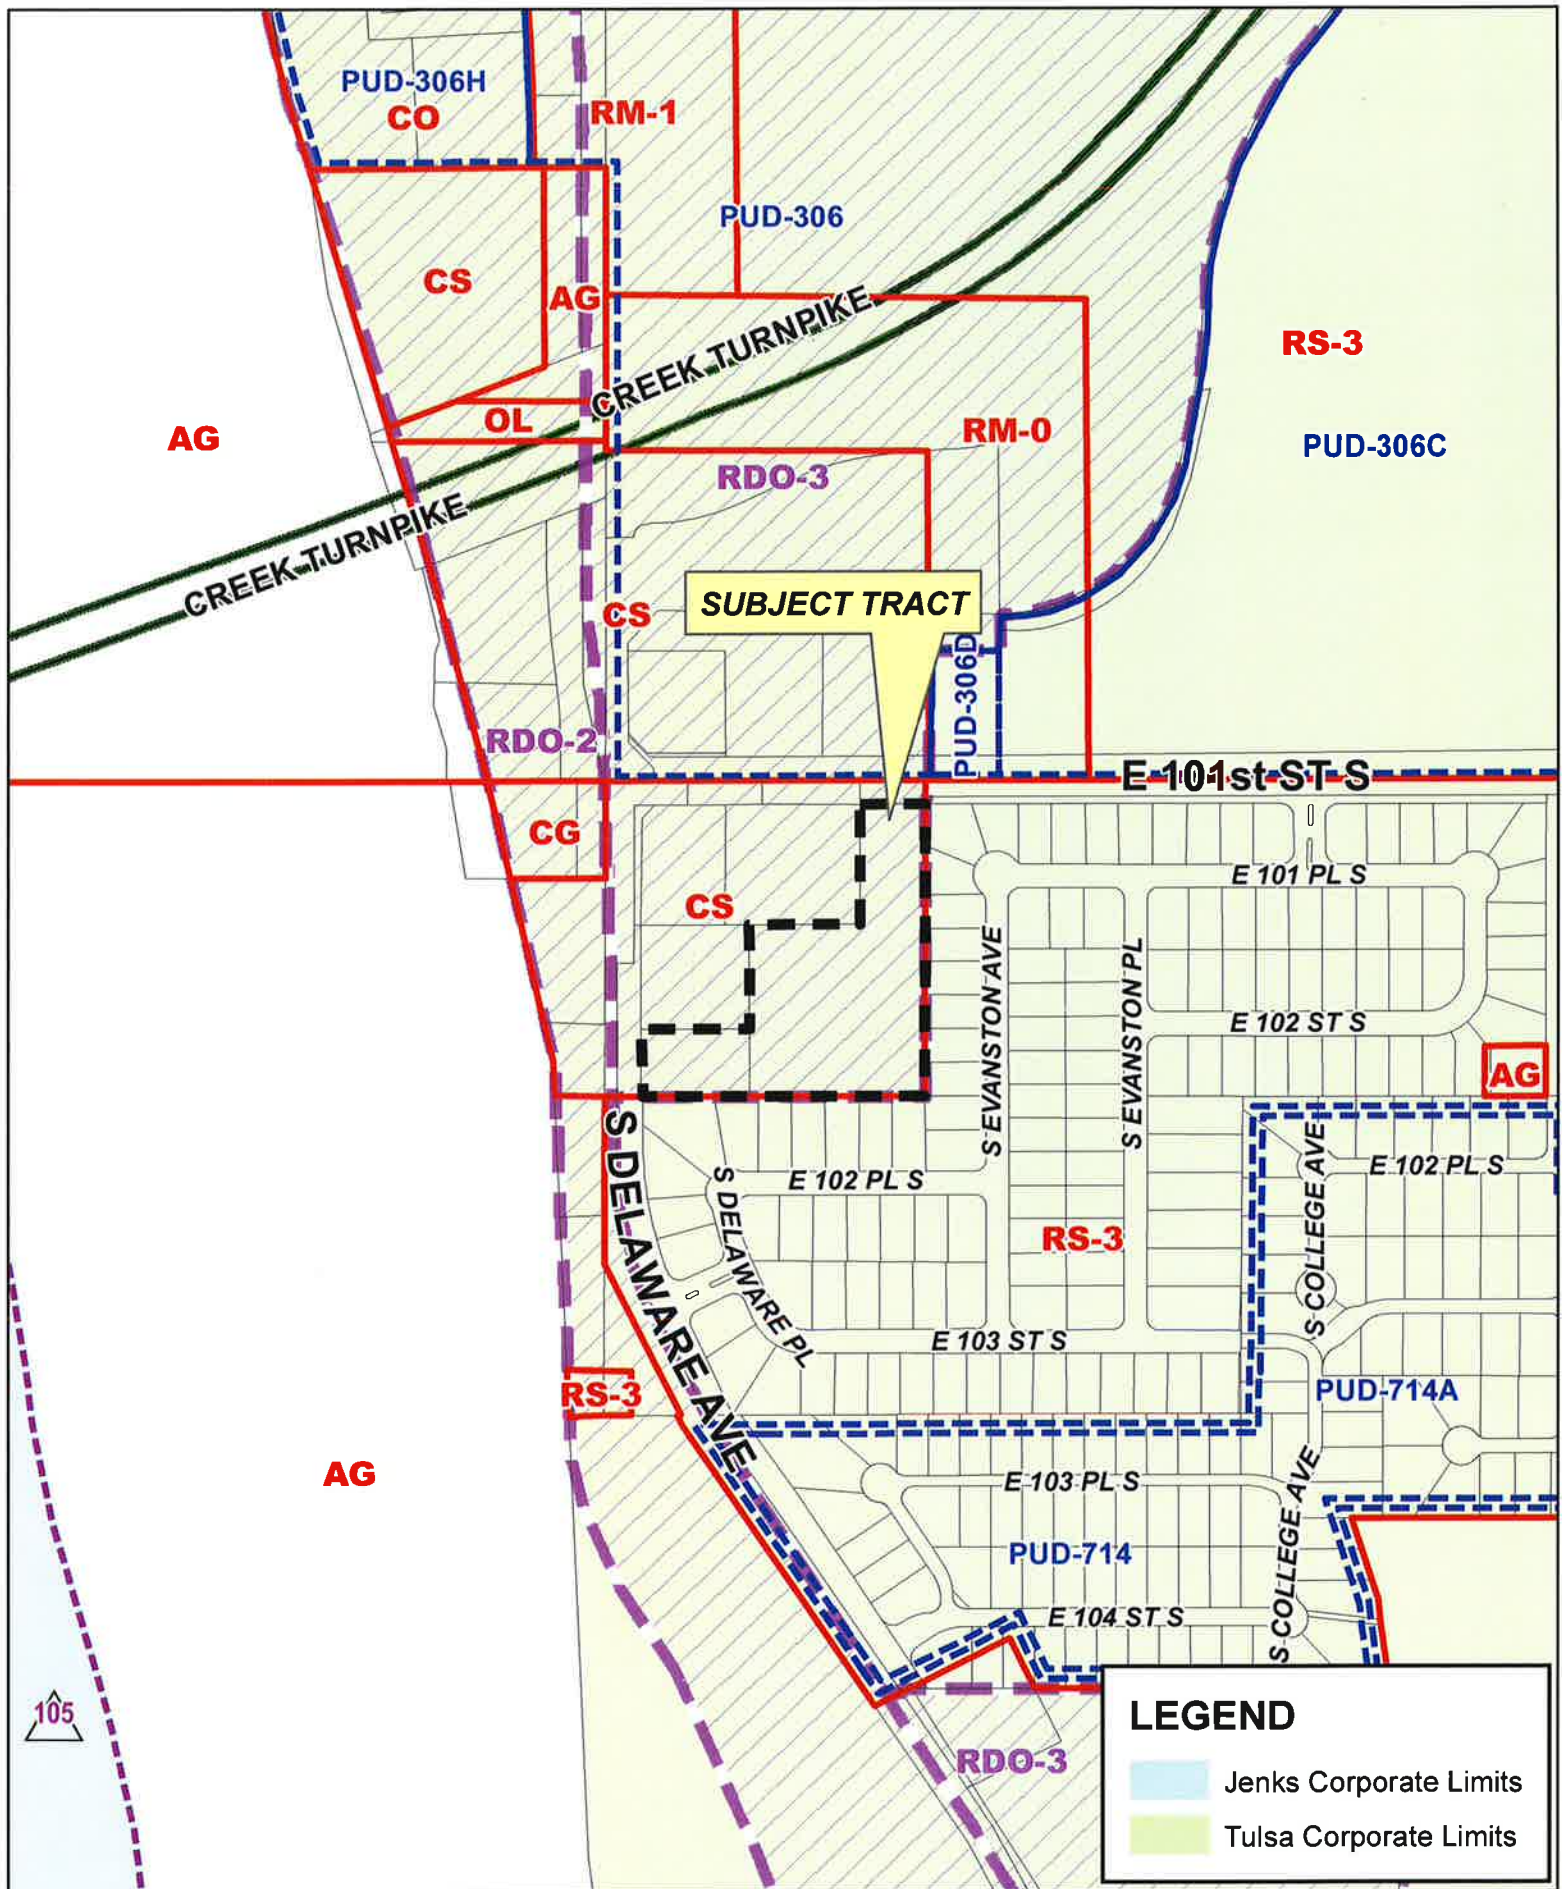 PUD-306H
CO
RM-1
PUD-306
CS
AG
CREEK TURNPIKE
RS-3
OL
RM-0
AG
PUD-306C
RDO-3
CREEK TURNPIKE
SUBJECT TRACT
CS
PUD-306D
RDO-2
E 101st ST S
CG
E 101 PL S
CS
S EVANSTON AVE
S EVANSTON PL
E 102 ST S
AG
S DELAWARE AVE
E 102 PL S
S COLLEGE AVE
E 102 PL S
S DELAWARE PL
RS-3
E 103 ST S
RS-3
PUD-714A
AG
E 103 PL S
S COLLEGE AVE
PUD-714
E 104 ST S
105
RDO-3
LEGEND
Jenks Corporate Limits
Tulsa Corporate Limits